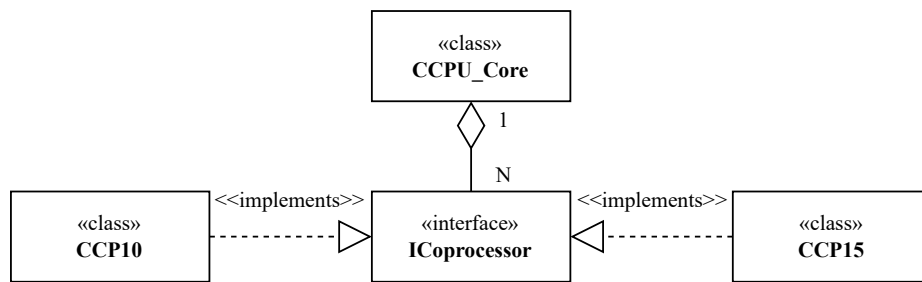 «class»
CCPU_Core
1
N
<<implements>>
<<implements>>
«class»
CCP10
«interface»
ICoprocessor
«class»
CCP15